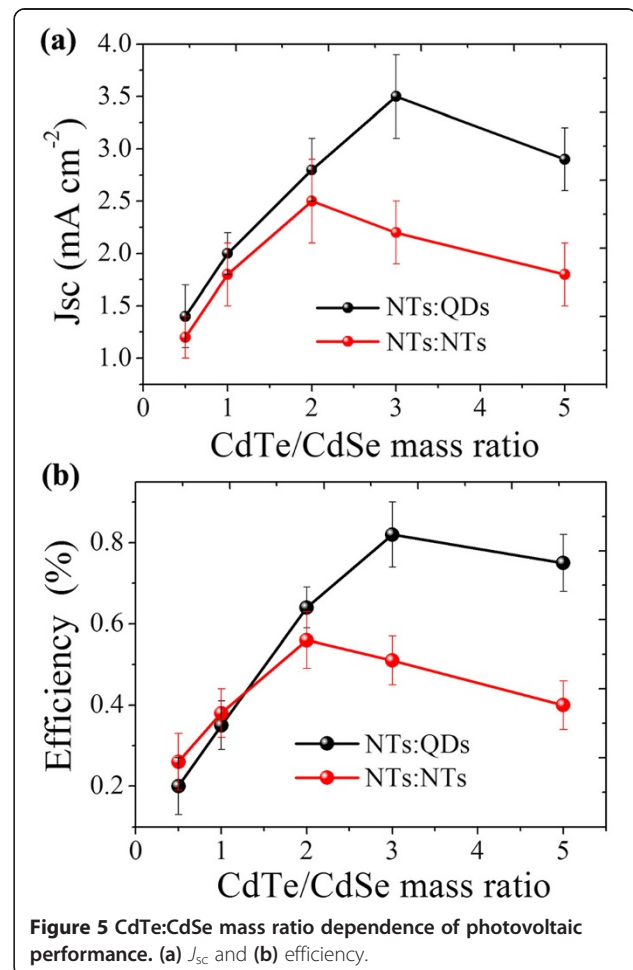 (a)
4.0
3.5
3.0
2.5
2.0
1.5
1.0
Jsc (mA cm⁻²)
NTs:QDs
NTs:NTs
0 1 2 3 4 5
CdTe/CdSe mass ratio
(b)
0.8
0.6
0.4
0.2
Efficiency (%)
NTs:QDs
NTs:NTs
0 1 2 3 4 5
CdTe/CdSe mass ratio
Figure 5 CdTe:CdSe mass ratio dependence of photovoltaic
performance. (a) Jsc and (b) efficiency.